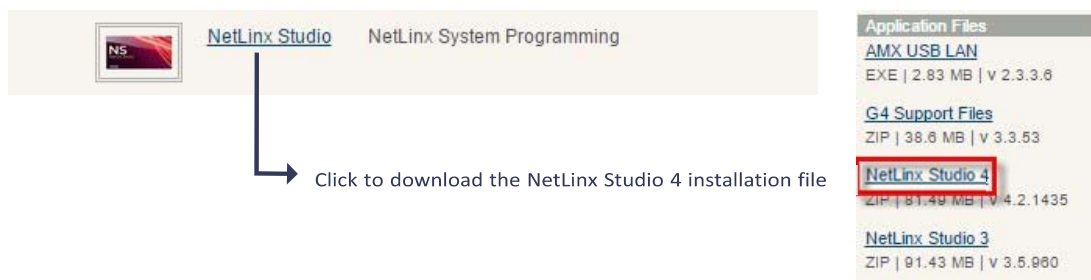 NS
NetLinx Studio
NetLinx System Programming
Click to download the NetLinx Studio 4 installation file
Application Files
AMX USB LAN
EXE | 2.83 MB | v 2.3.3.6
G4 Support Files
ZIP | 38.6 MB | v 3.3.53
NetLinx Studio 4
ZIP | 81.49 MB | v 4.2.1435
NetLinx Studio 3
ZIP | 91.43 MB | v 3.5.960